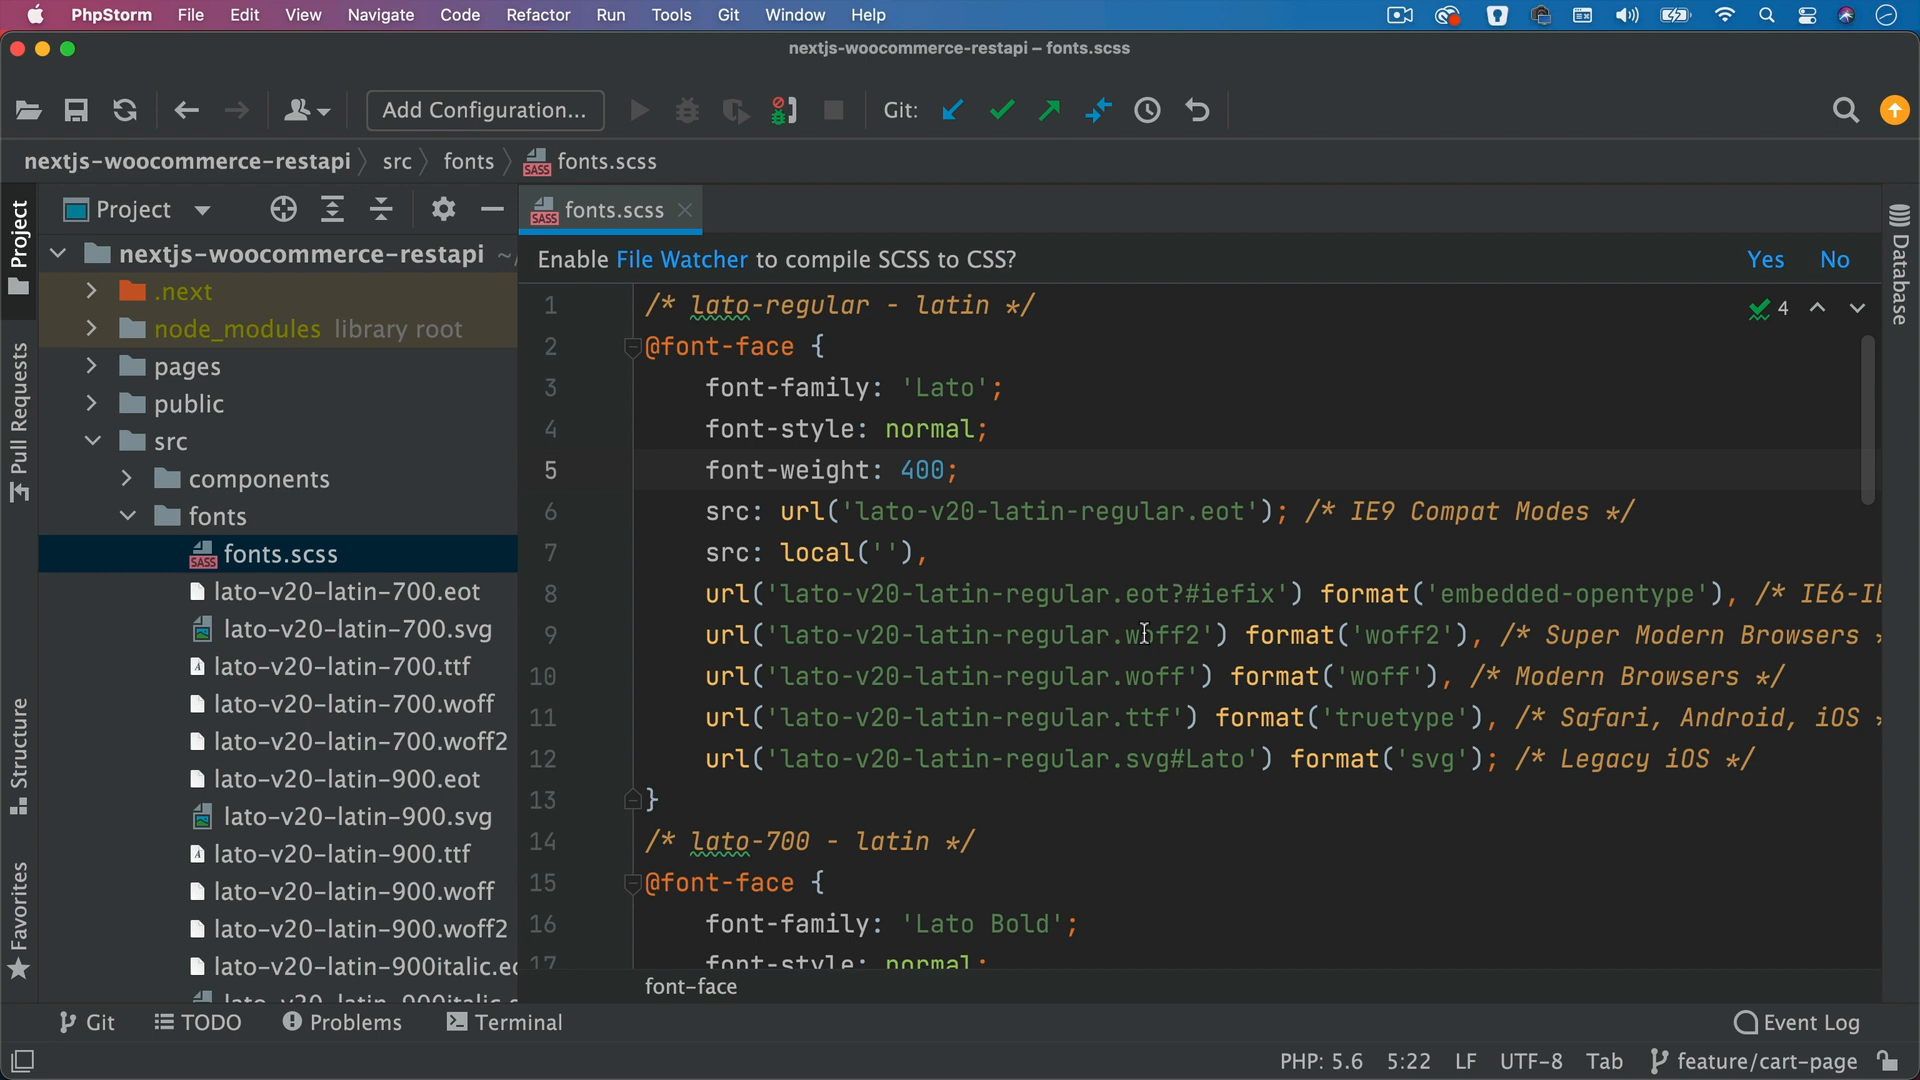 PhpStorm File Edit View Navigate Code Refactor Run Tools Git Window Help
nextjs-woocommerce-restapi – fonts.scss
Add Configuration... Git:
nextjs-woocommerce-restapi src fonts fonts.scss
Project
fonts.scss
Enable File Watcher to compile SCSS to CSS? Yes No
Project
Pull Requests
Structure
Favorites
Database
nextjs-woocommerce-restapi ~/
.next
node_modules library root
pages
public
src
components
fonts
fonts.scss
lato-v20-latin-700.eot
lato-v20-latin-700.svg
lato-v20-latin-700.ttf
lato-v20-latin-700.woff
lato-v20-latin-700.woff2
lato-v20-latin-900.eot
lato-v20-latin-900.svg
lato-v20-latin-900.ttf
lato-v20-latin-900.woff
lato-v20-latin-900.woff2
lato-v20-latin-900italic.eo
4
1 /* lato-regular - latin */
2 @font-face {
3 font-family: 'Lato';
4 font-style: normal;
5 font-weight: 400;
6 src: url('lato-v20-latin-regular.eot'); /* IE9 Compat Modes */
7 src: local(''),
8 url('lato-v20-latin-regular.eot?#iefix') format('embedded-opentype'), /* IE6-IE
9 url('lato-v20-latin-regular.woff2') format('woff2'), /* Super Modern Browsers *
10 url('lato-v20-latin-regular.woff') format('woff'), /* Modern Browsers */
11 url('lato-v20-latin-regular.ttf') format('truetype'), /* Safari, Android, iOS *
12 url('lato-v20-latin-regular.svg#Lato') format('svg'); /* Legacy iOS */
13 }
14 /* lato-700 - latin */
15 @font-face {
16 font-family: 'Lato Bold';
17 font-style: normal;
font-face
Git TODO Problems Terminal Event Log
PHP: 5.6 5:22 LF UTF-8 Tab feature/cart-page